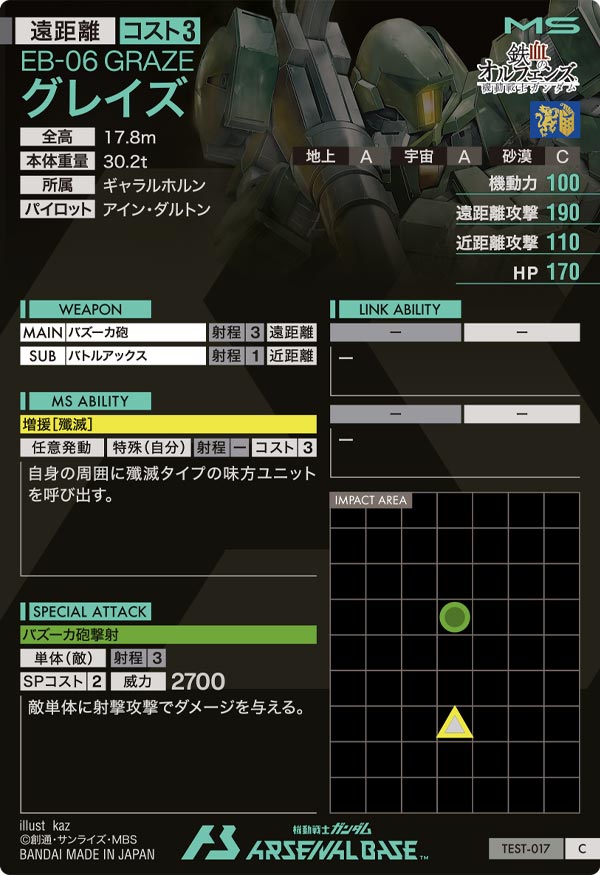 遠距離 コスト3
MS
EB-06 GRAZE
グレイズ
鉄血の
オルフェンズ
機動戦士ガンダム
全高 17.8m
本体重量 30.2t
所属 ギャラルホルン
パイロット アイン・ダルトン
地上 A 宇宙 A 砂漠 C
機動力 100
遠距離攻撃 190
近距離攻撃 110
HP 170
WEAPON
MAIN バズーカ砲 射程 3 遠距離
SUB バトルアックス 射程 1 近距離
MS ABILITY
増援[殲滅]
任意発動 特殊(自分) 射程 ー コスト 3
自身の周囲に殲滅タイプの味方ユニット
を呼び出す。
SPECIAL ATTACK
バズーカ砲撃射
単体(敵) 射程 3
SPコスト 2 威力 2700
敵単体に射撃攻撃でダメージを与える。
LINK ABILITY
ー ー
ー
ー ー
ー
IMPACT AREA
illust kaz
©創通・サンライズ・MBS
BANDAI MADE IN JAPAN
機動戦士ガンダム
AB ARSENAL BASE™
TEST-017 C